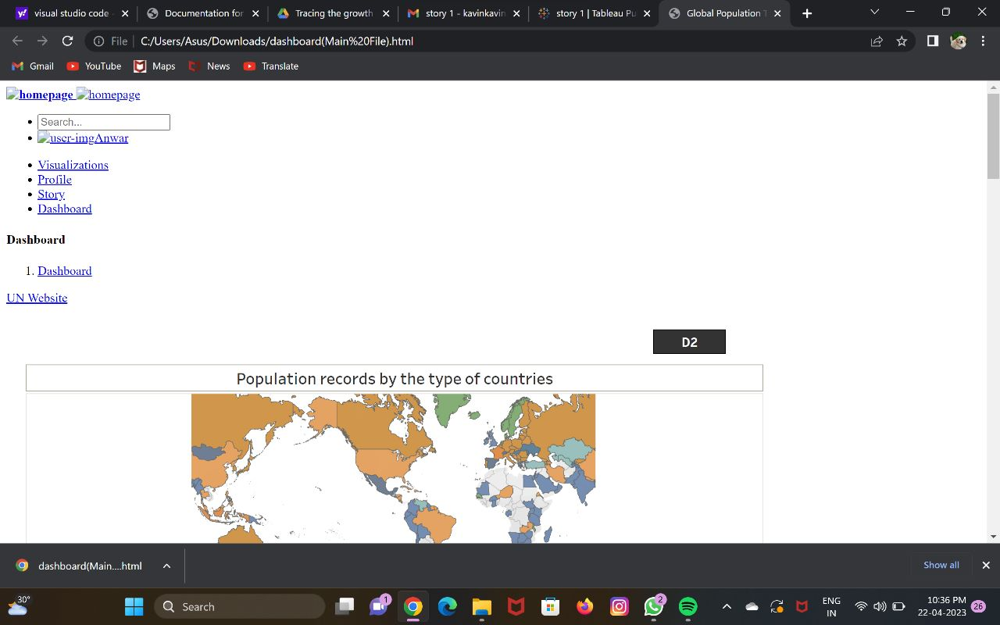 visual studio code -
Documentation for
Tracing the growth
story 1 - kavinkavin
story 1 | Tableau Pu
Global Population T
File
C:/Users/Asus/Downloads/dashboard(Main%20File).html
Gmail
YouTube
Maps
News
Translate
homepage homepage
Search...
user-imgAnwar
Visualizations
Profile
Story
Dashboard
Dashboard
1. Dashboard
UN Website
D2
Population records by the type of countries
dashboard(Main....html
Show all
30°
Search
1
2
ENG
IN
10:36 PM
22-04-2023
26